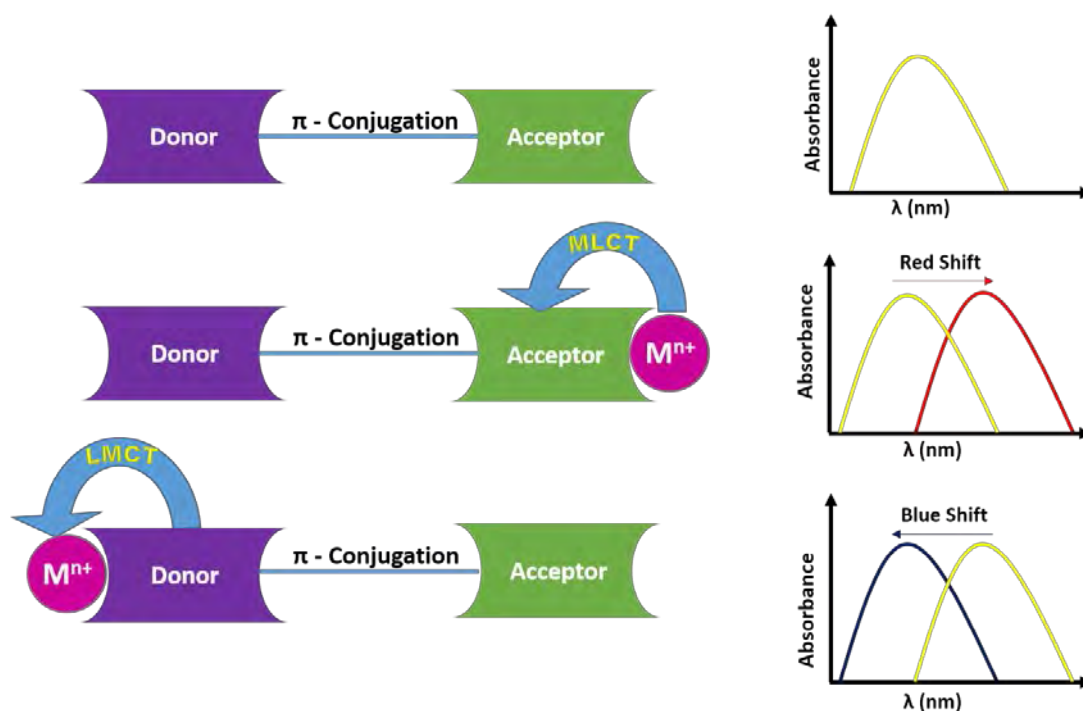 Donor
π - Conjugation
Acceptor
Absorbance
λ (nm)
MLCT
Donor
π - Conjugation
Acceptor
Mⁿ⁺
Red Shift
Absorbance
λ (nm)
LMCT
Mⁿ⁺
Donor
π - Conjugation
Acceptor
Blue Shift
Absorbance
λ (nm)